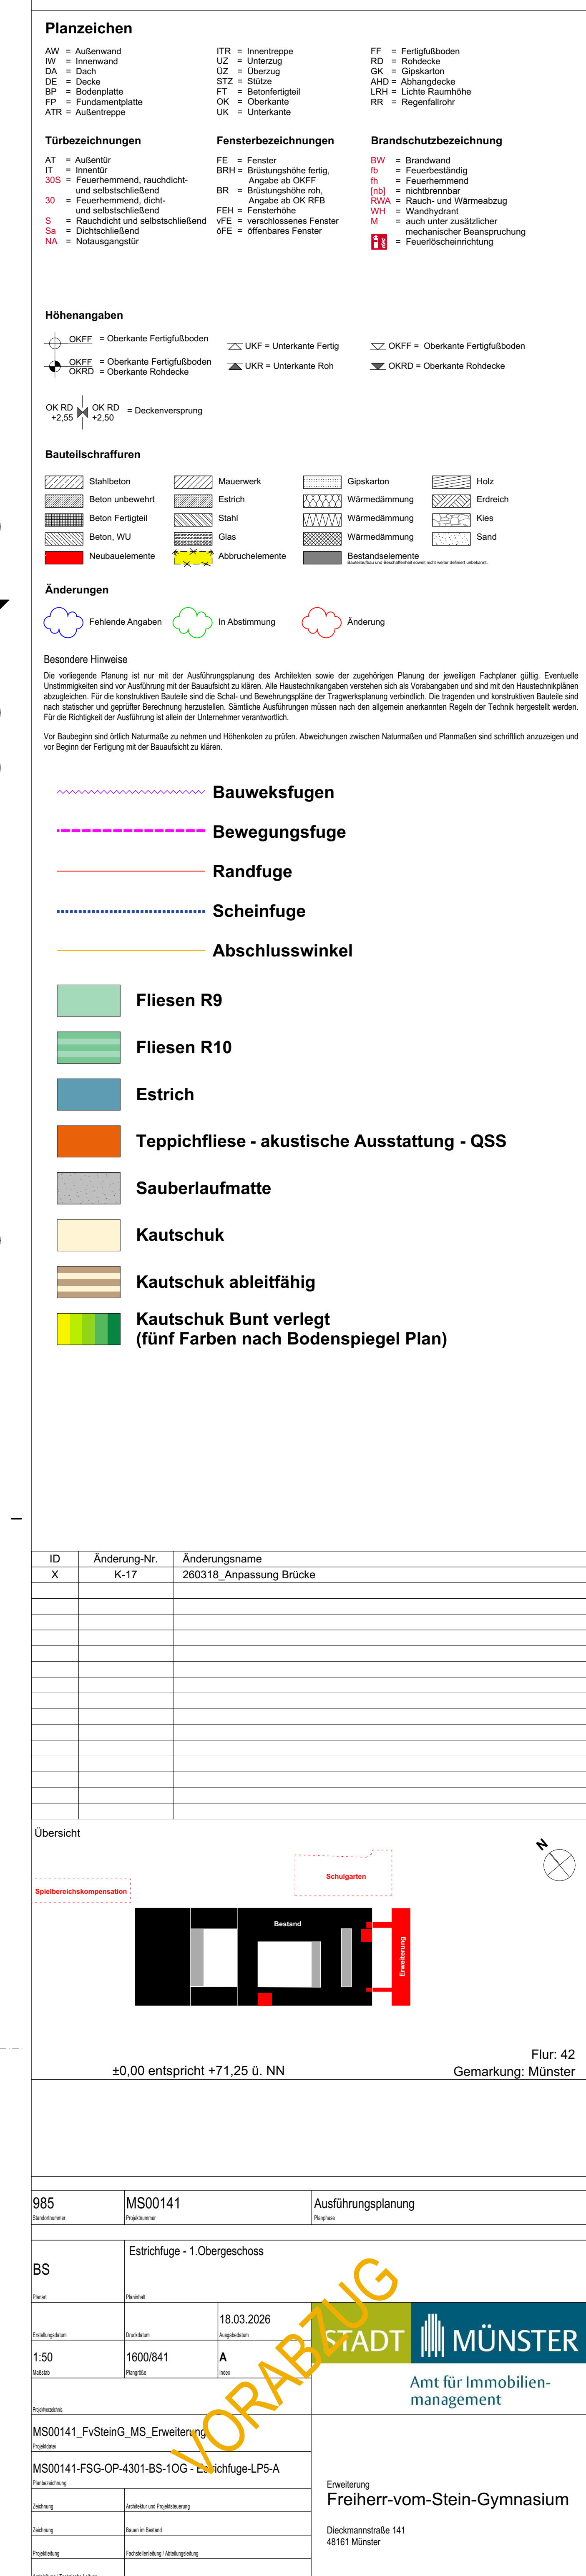 Planzeichen
AW = Außenwand
IW = Innenwand
DA = Dach
DE = Decke
BP = Bodenplatte
FP = Fundamentplatte
ATR = Außentreppe
ITR = Innentreppe
UZ = Unterzug
ÜZ = Überzug
STZ = Stütze
FT = Betonfertigteil
OK = Oberkante
UK = Unterkante
FF = Fertigfußboden
RD = Rohdecke
GK = Gipskarton
AHD = Abhangdecke
LRH = Lichte Raumhöhe
RR = Regenfallrohr
Türbezeichnungen
AT = Außentür
IT = Innentür
30S = Feuerhemmend, rauchdicht-
und selbstschließend
30 = Feuerhemmend, dicht-
und selbstschließend
S = Rauchdicht und selbstschließend
Sa = Dichtschließend
NA = Notausgangstür
Fensterbezeichnungen
FE = Fenster
BRH = Brüstungshöhe fertig,
Angabe ab OKFF
BR = Brüstungshöhe roh,
Angabe ab OK RFB
FEH = Fensterhöhe
vFE = verschlossenes Fenster
öFE = öffenbares Fenster
Brandschutzbezeichnung
BW = Brandwand
fb = Feuerbeständig
fh = Feuerhemmend
[nb] = nichtbrennbar
RWA = Rauch- und Wärmeabzug
WH = Wandhydrant
M = auch unter zusätzlicher
mechanischer Beanspruchung
= Feuerlöscheinrichtung
Höhenangaben
OKFF = Oberkante Fertigfußboden
OKFF = Oberkante Fertigfußboden
OKRD = Oberkante Rohdecke
UKF = Unterkante Fertig
UKR = Unterkante Roh
OKFF = Oberkante Fertigfußboden
OKRD = Oberkante Rohdecke
OK RD OK RD
+2,55 +2,50
= Deckenversprung
Bauteilschraffuren
Stahlbeton Mauerwerk Gipskarton Holz
Beton unbewehrt Estrich Wärmedämmung Erdreich
Beton Fertigteil Stahl Wärmedämmung Kies
Beton, WU Glas Wärmedämmung Sand
Neubauelemente Abbruchelemente Bestandselemente
Bauteilaufbau und Beschaffenheit soweit nicht weiter definiert unbekannt.
Änderungen
Fehlende Angaben In Abstimmung Änderung
Besondere Hinweise
Die vorliegende Planung ist nur mit der Ausführungsplanung des Architekten sowie der zugehörigen Planung der jeweiligen Fachplaner gültig. Eventuelle
Unstimmigkeiten sind vor Ausführung mit der Bauaufsicht zu klären. Alle Haustechnikangaben verstehen sich als Vorabangaben und sind mit den Haustechnikplänen
abzugleichen. Für die konstruktiven Bauteile sind die Schal- und Bewehrungspläne der Tragwerksplanung verbindlich. Die tragenden und konstruktiven Bauteile sind
nach statischer und geprüfter Berechnung herzustellen. Sämtliche Ausführungen müssen nach den allgemein anerkannten Regeln der Technik hergestellt werden.
Für die Richtigkeit der Ausführung ist allein der Unternehmer verantwortlich.
Vor Baubeginn sind örtlich Naturmaße zu nehmen und Höhenkoten zu prüfen. Abweichungen zwischen Naturmaßen und Planmaßen sind schriftlich anzuzeigen und
vor Beginn der Fertigung mit der Bauaufsicht zu klären.
Bauweksfugen
Bewegungsfuge
Randfuge
Scheinfuge
Abschlusswinkel
Fliesen R9
Fliesen R10
Estrich
Teppichfliese - akustische Ausstattung - QSS
Sauberlaufmatte
Kautschuk
Kautschuk ableitfähig
Kautschuk Bunt verlegt
(fünf Farben nach Bodenspiegel Plan)
ID Änderung-Nr. Änderungsname
X K-17 260318_Anpassung Brücke
Übersicht
N
Schulgarten
Spielbereichskompensation
Bestand
Erweiterung
Flur: 42
±0,00 entspricht +71,25 ü. NN
Gemarkung: Münster
985 MS00141 Ausführungsplanung
Standortnummer Projektnummer Planphase
Estrichfuge - 1.Obergeschoss
BS
Planart Planinhalt
18.03.2026
Erstellungsdatum Druckdatum Ausgabedatum
1:50 1600/841 A
Maßstab Plangröße Index
STADT MÜNSTER
Amt für Immobilien-
management
VORABZUG
Projektverzeichnis
MS00141_FvSteinG_MS_Erweiterung
Projektdatei
MS00141-FSG-OP-4301-BS-1OG - Estrichfuge-LP5-A
Planbezeichnung
Erweiterung
Freiherr-vom-Stein-Gymnasium
Dieckmannstraße 141
48161 Münster
Zeichnung Architektur und Projektsteuerung
Zeichnung Bauen im Bestand
Projektleitung Fachstellenleitung / Abteilungsleitung